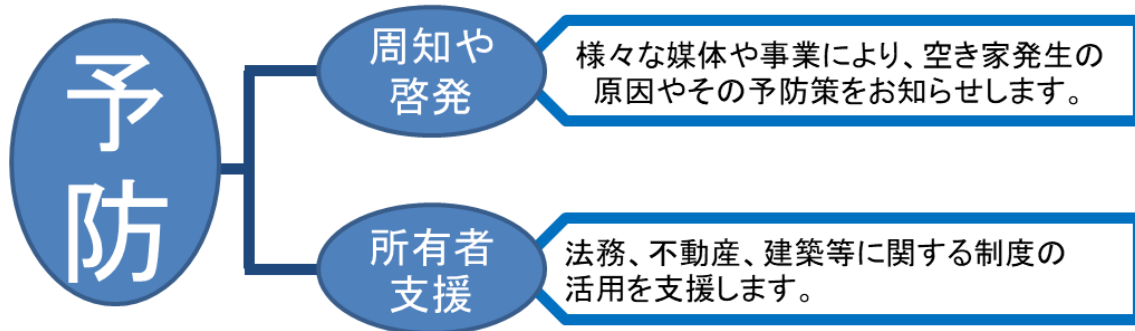 予
防
周知や
啓発
様々な媒体や事業により、空き家発生の
原因やその予防策をお知らせします。
所有者
支援
法務、不動産、建築等に関する制度の
活用を支援します。